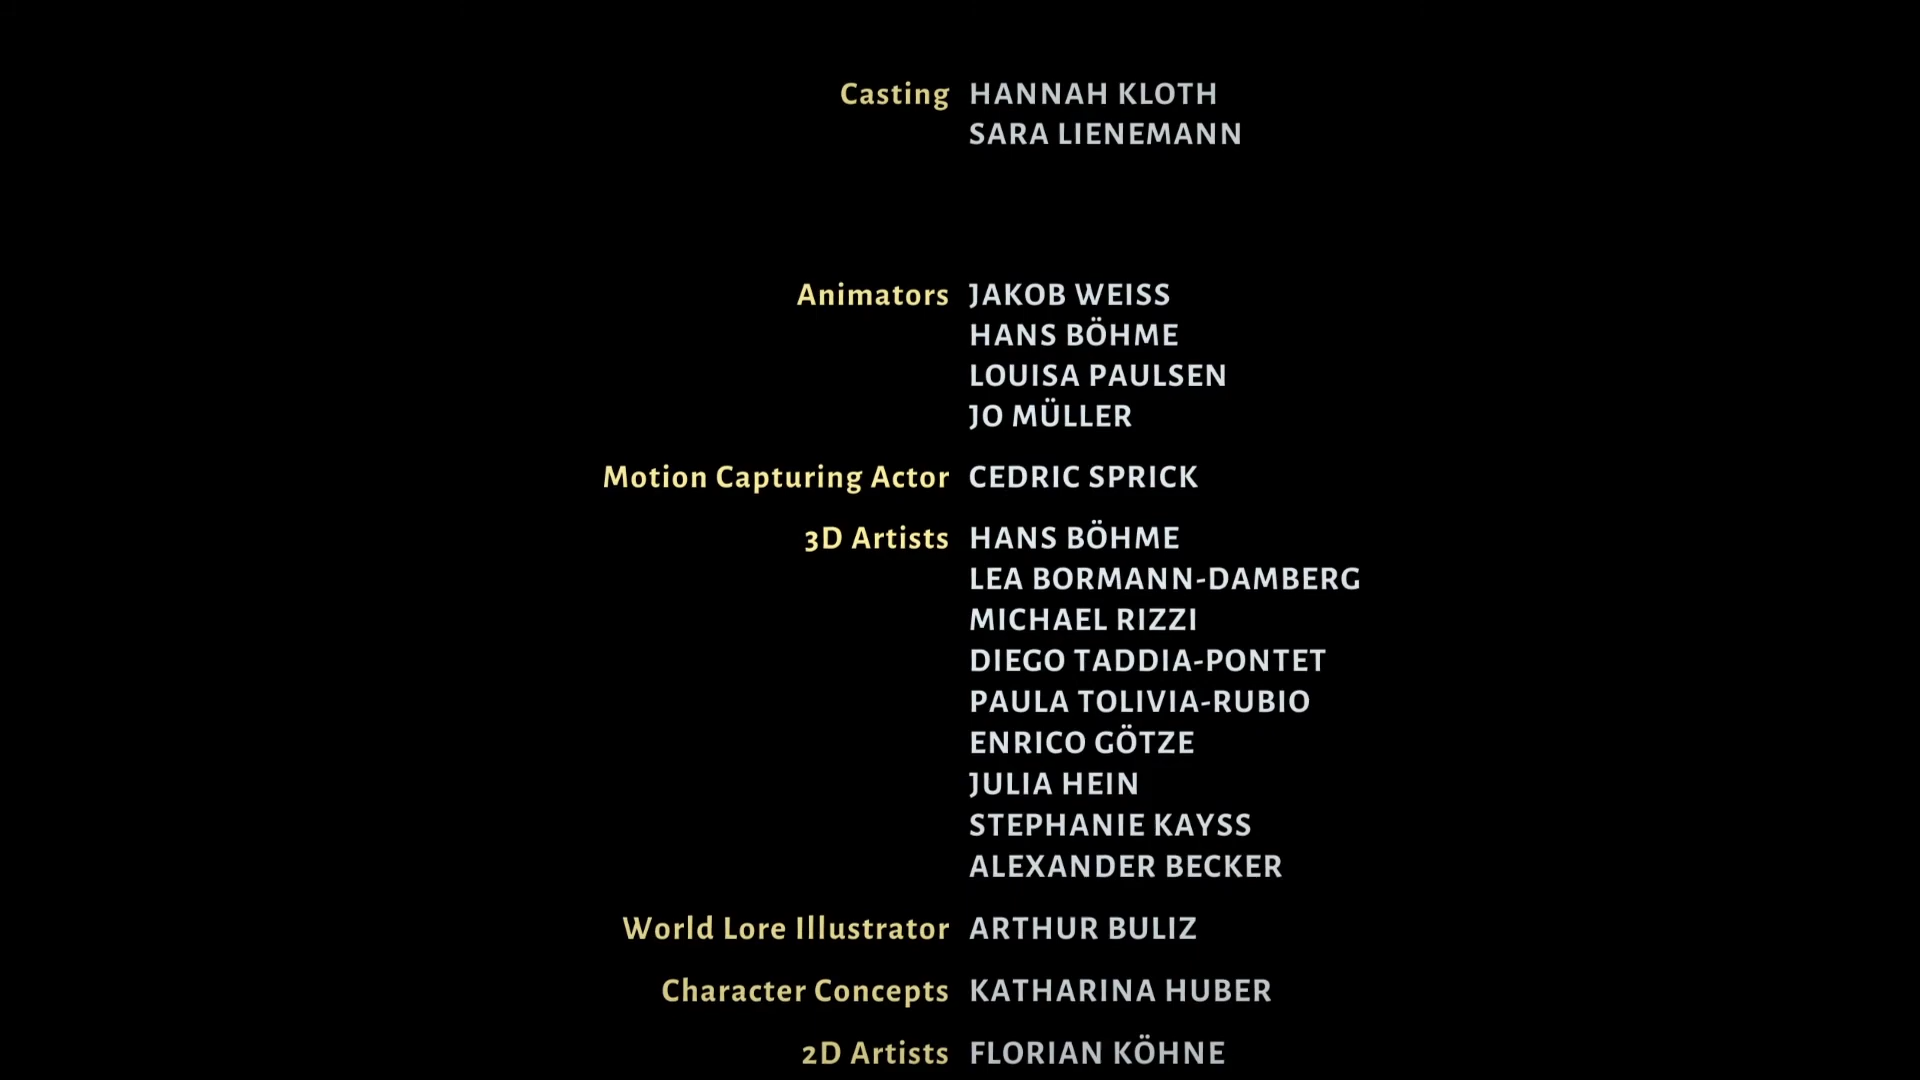 Casting HANNAH KLOTH
SARA LIENEMANN
Animators JAKOB WEISS
HANS BÖHME
LOUISA PAULSEN
JO MÜLLER
Motion Capturing Actor CEDRIC SPRICK
3D Artists HANS BÖHME
LEA BORMANN-DAMBERG
MICHAEL RIZZI
DIEGO TADDIA-PONTET
PAULA TOLIVIA-RUBIO
ENRICO GÖTZE
JULIA HEIN
STEPHANIE KAYSS
ALEXANDER BECKER
World Lore Illustrator ARTHUR BULIZ
Character Concepts KATHARINA HUBER
2D Artists FLORIAN KÖHNE